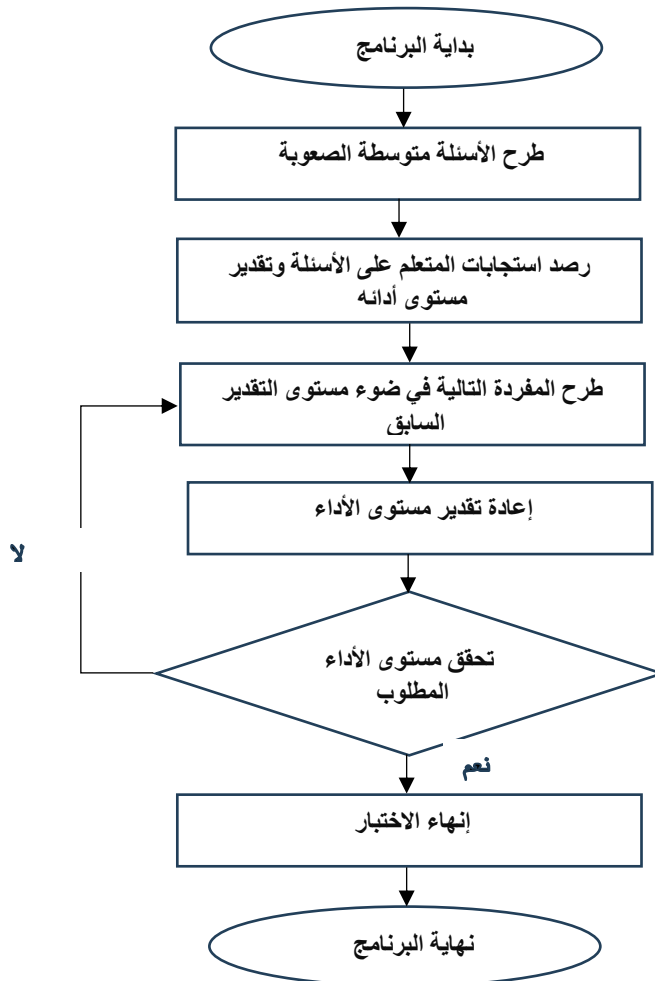 بداية البرنامج
طرح الأسئلة متوسطة الصعوبة
رصد استجابات المتعلم على الأسئلة وتقدير
مستوى أدائه
طرح المفردة التالية في ضوء مستوى التقدير
السابق
إعادة تقدير مستوى الأداء
لا
تحقق مستوى الأداء
المطلوب
نعم
إنهاء الاختبار
نهاية البرنامج